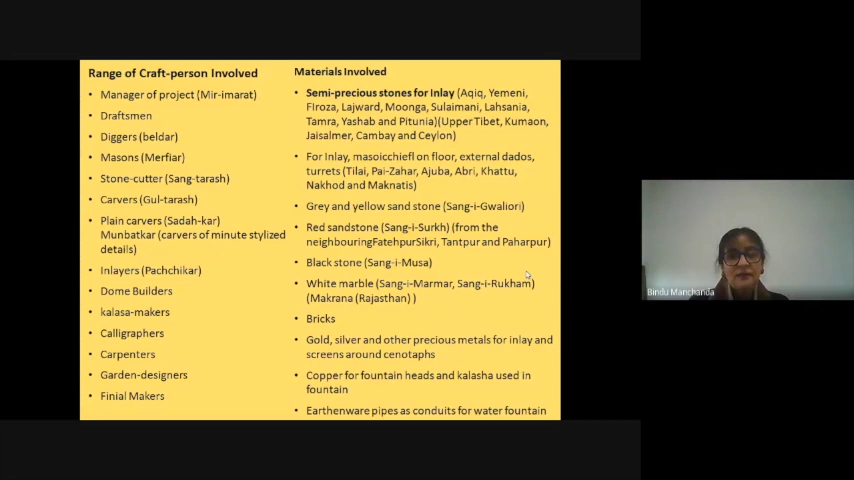 Range of Craft-person Involved
• Manager of project (Mir-imarat)
• Draftsmen
• Diggers (beldar)
• Masons (Merfiar)
• Stone-cutter (Sang-tarash)
• Carvers (Gul-tarash)
• Plain carvers (Sadah-kar)
Munbatkar (carvers of minute stylized
details)
• Inlayers (Pachchikar)
• Dome Builders
• kalasa-makers
• Calligraphers
• Carpenters
• Garden-designers
• Finial Makers
Materials Involved
• Semi-precious stones for Inlay (Aqiq, Yemeni,
FIroza, Lajward, Moonga, Sulaimani, Lahsania,
Tamra, Yashab and Pitunia)(Upper Tibet, Kumaon,
Jaisalmer, Cambay and Ceylon)
• For Inlay, masoicchiefl on floor, external dados,
turrets (Tilai, Pai-Zahar, Ajuba, Abri, Khattu,
Nakhod and Maknatis)
• Grey and yellow sand stone (Sang-i-Gwaliori)
• Red sandstone (Sang-i-Surkh) (from the
neighbouringFatehpurSikri, Tantpur and Paharpur)
• Black stone (Sang-i-Musa)
• White marble (Sang-i-Marmar, Sang-i-Rukham)
(Makrana (Rajasthan) )
• Bricks
• Gold, silver and other precious metals for inlay and
screens around cenotaphs
• Copper for fountain heads and kalasha used in
fountain
• Earthenware pipes as conduits for water fountain
Bindu Manchanda